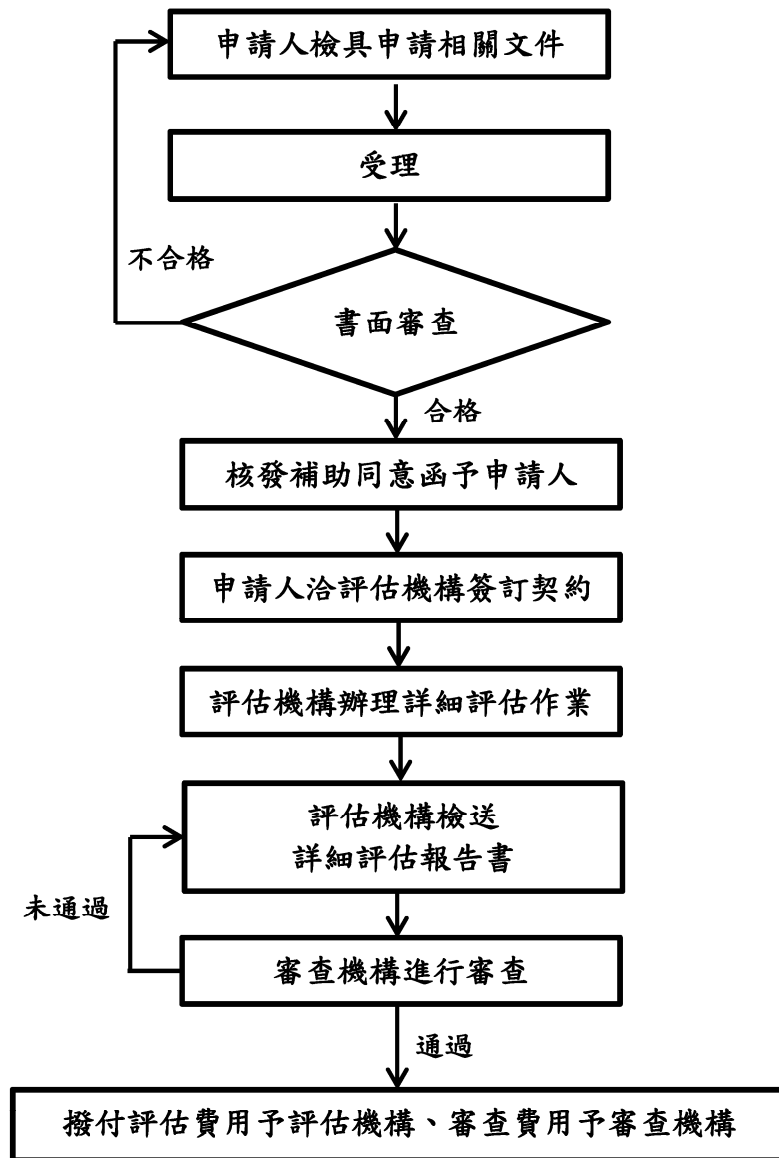 申請人檢具申請相關文件
受理
不合格
書面審查
合格
核發補助同意函予申請人
申請人洽評估機構簽訂契約
評估機構辦理詳細評估作業
評估機構檢送
詳細評估報告書
未通過
審查機構進行審查
通過
撥付評估費用予評估機構、審查費用予審查機構